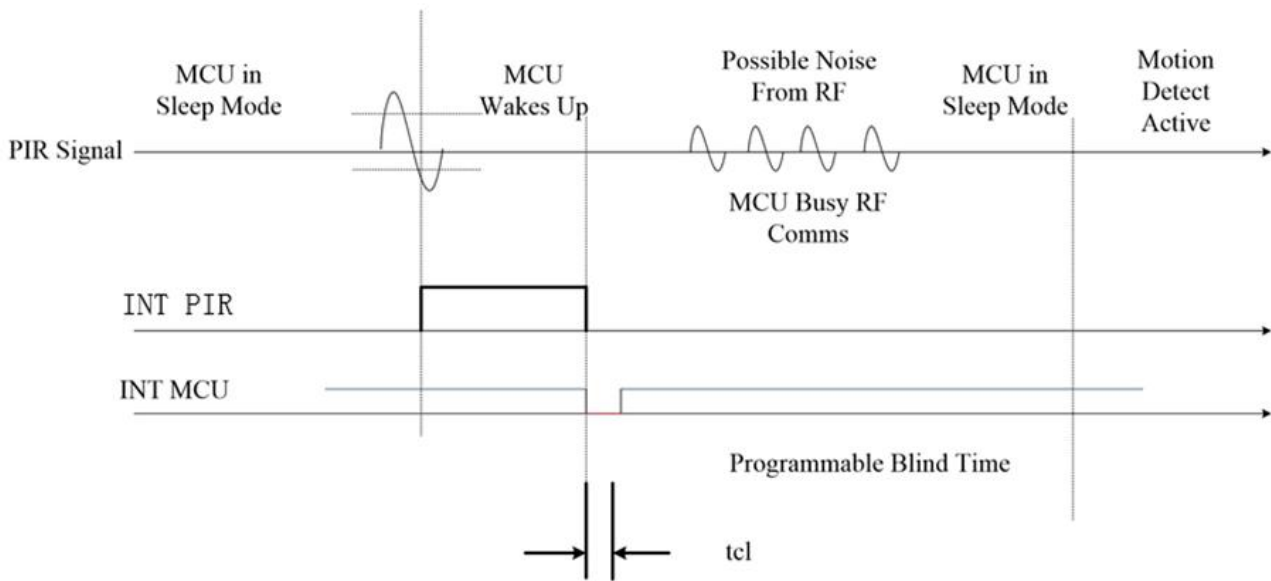 MCU in
Sleep Mode
MCU
Wakes Up
Possible Noise
From RF
MCU in
Sleep Mode
Motion
Detect
Active
PIR Signal
MCU Busy RF
Comms
INT PIR
INT MCU
Programmable Blind Time
tcl